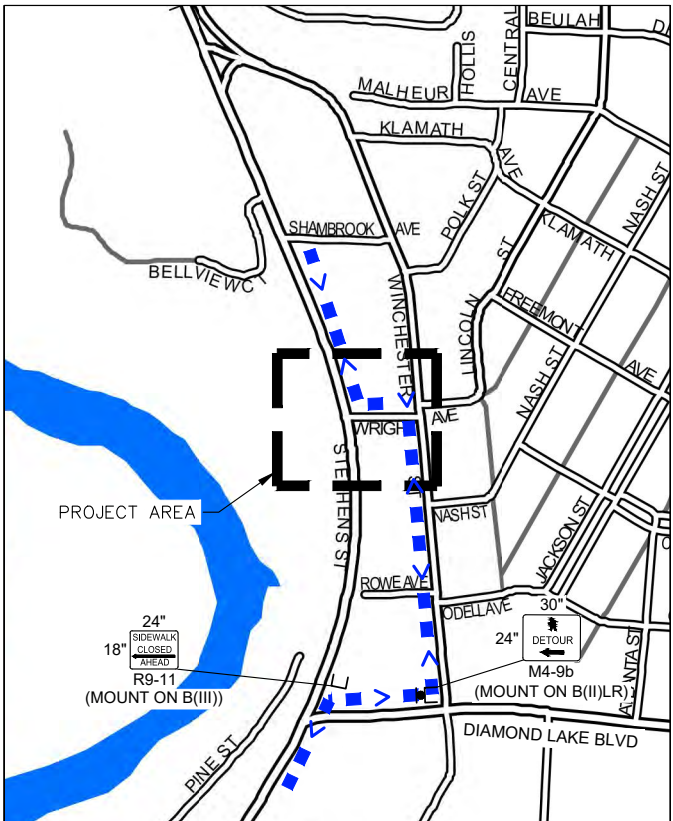 BEULAH
HOLLIS
CENTRAL
MALHEUR
AVE
KLAMATH
AVE
POLK ST
NASH ST
SHAMBROOK AVE
KLAMATH
BELLVIEW CT
WINCHESTER
ST
LINCOLN
ST
FREEMONT
AVE
NASH ST
WRIGHT
AVE
STEPHENS ST
PROJECT AREA
NASH ST
JACKSON ST
ROWE AVE
ODELL AVE
30"
24"
18"
SIDEWALK
CLOSED
AHEAD
R9-11
(MOUNT ON B(III))
24"
DETOUR
M4-9b
(MOUNT ON B(II)LR)
DIAMOND LAKE BLVD
PINE ST